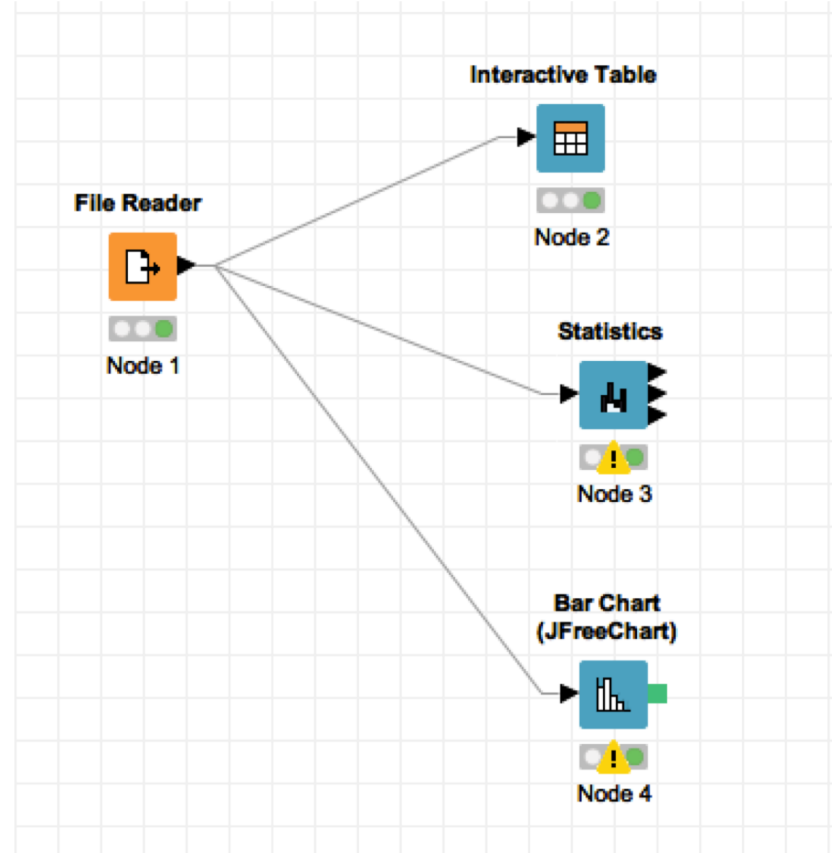 Interactive Table
Node 2
File Reader
Node 1
Statistics
Node 3
Bar Chart
(JFreeChart)
Node 4